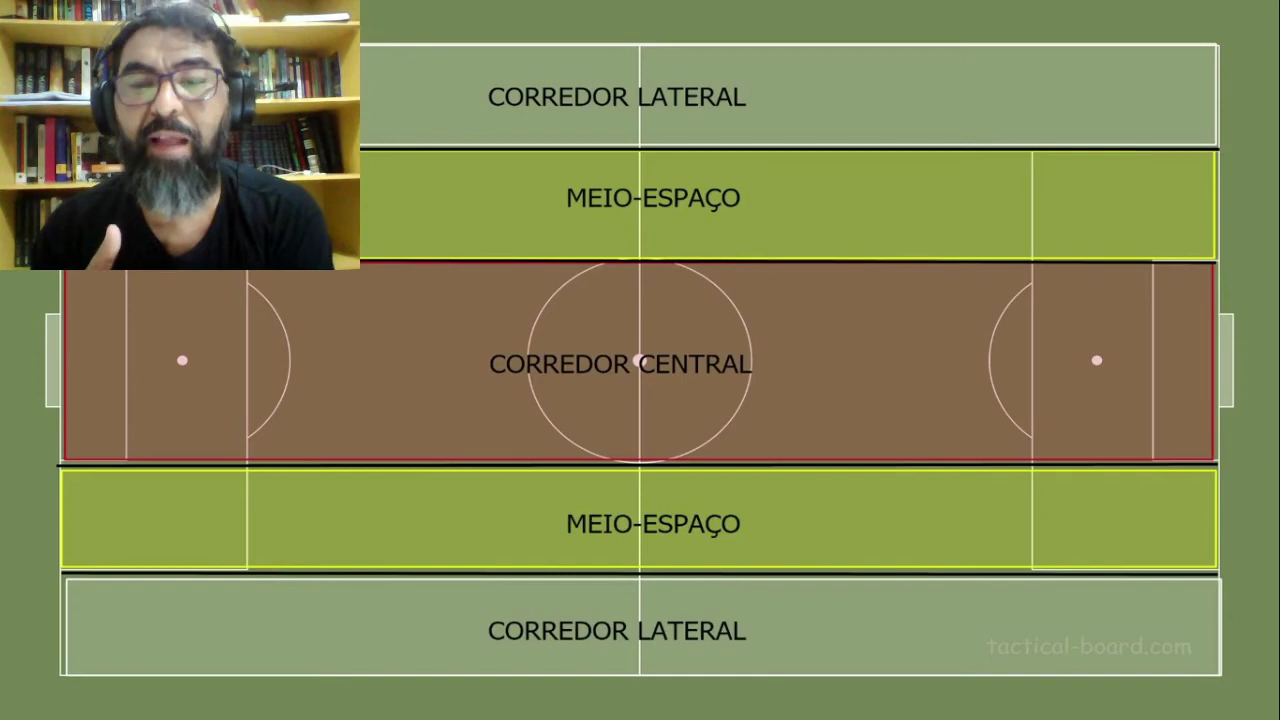 CORREDOR LATERAL
MEIO-ESPAÇO
CORREDOR CENTRAL
MEIO-ESPAÇO
CORREDOR LATERAL
tactical-board.com